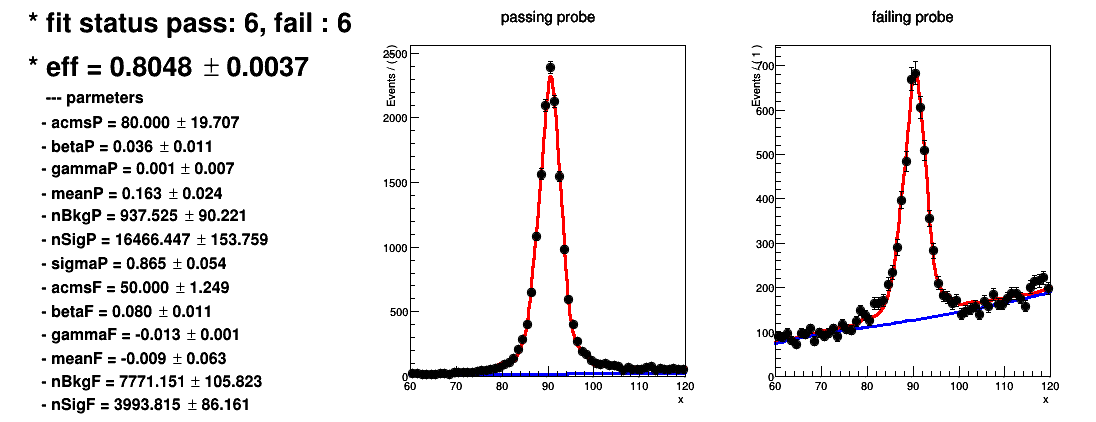 * fit status pass: 6, fail : 6
* eff = 0.8048 ± 0.0037
--- parmeters
- acmsP = 80.000 ± 19.707
- betaP = 0.036 ± 0.011
- gammaP = 0.001 ± 0.007
- meanP = 0.163 ± 0.024
- nBkgP = 937.525 ± 90.221
- nSigP = 16466.447 ± 153.759
- sigmaP = 0.865 ± 0.054
- acmsF = 50.000 ± 1.249
- betaF = 0.080 ± 0.011
- gammaF = -0.013 ± 0.001
- meanF = -0.009 ± 0.063
- nBkgF = 7771.151 ± 105.823
- nSigF = 3993.815 ± 86.161
passing probe
Events / ( 1 )
2500
2000
1500
1000
500
0
60 70 80 90 100 110 120
x
failing probe
Events / ( 1 )
700
600
500
400
300
200
100
0
60 70 80 90 100 110 120
x